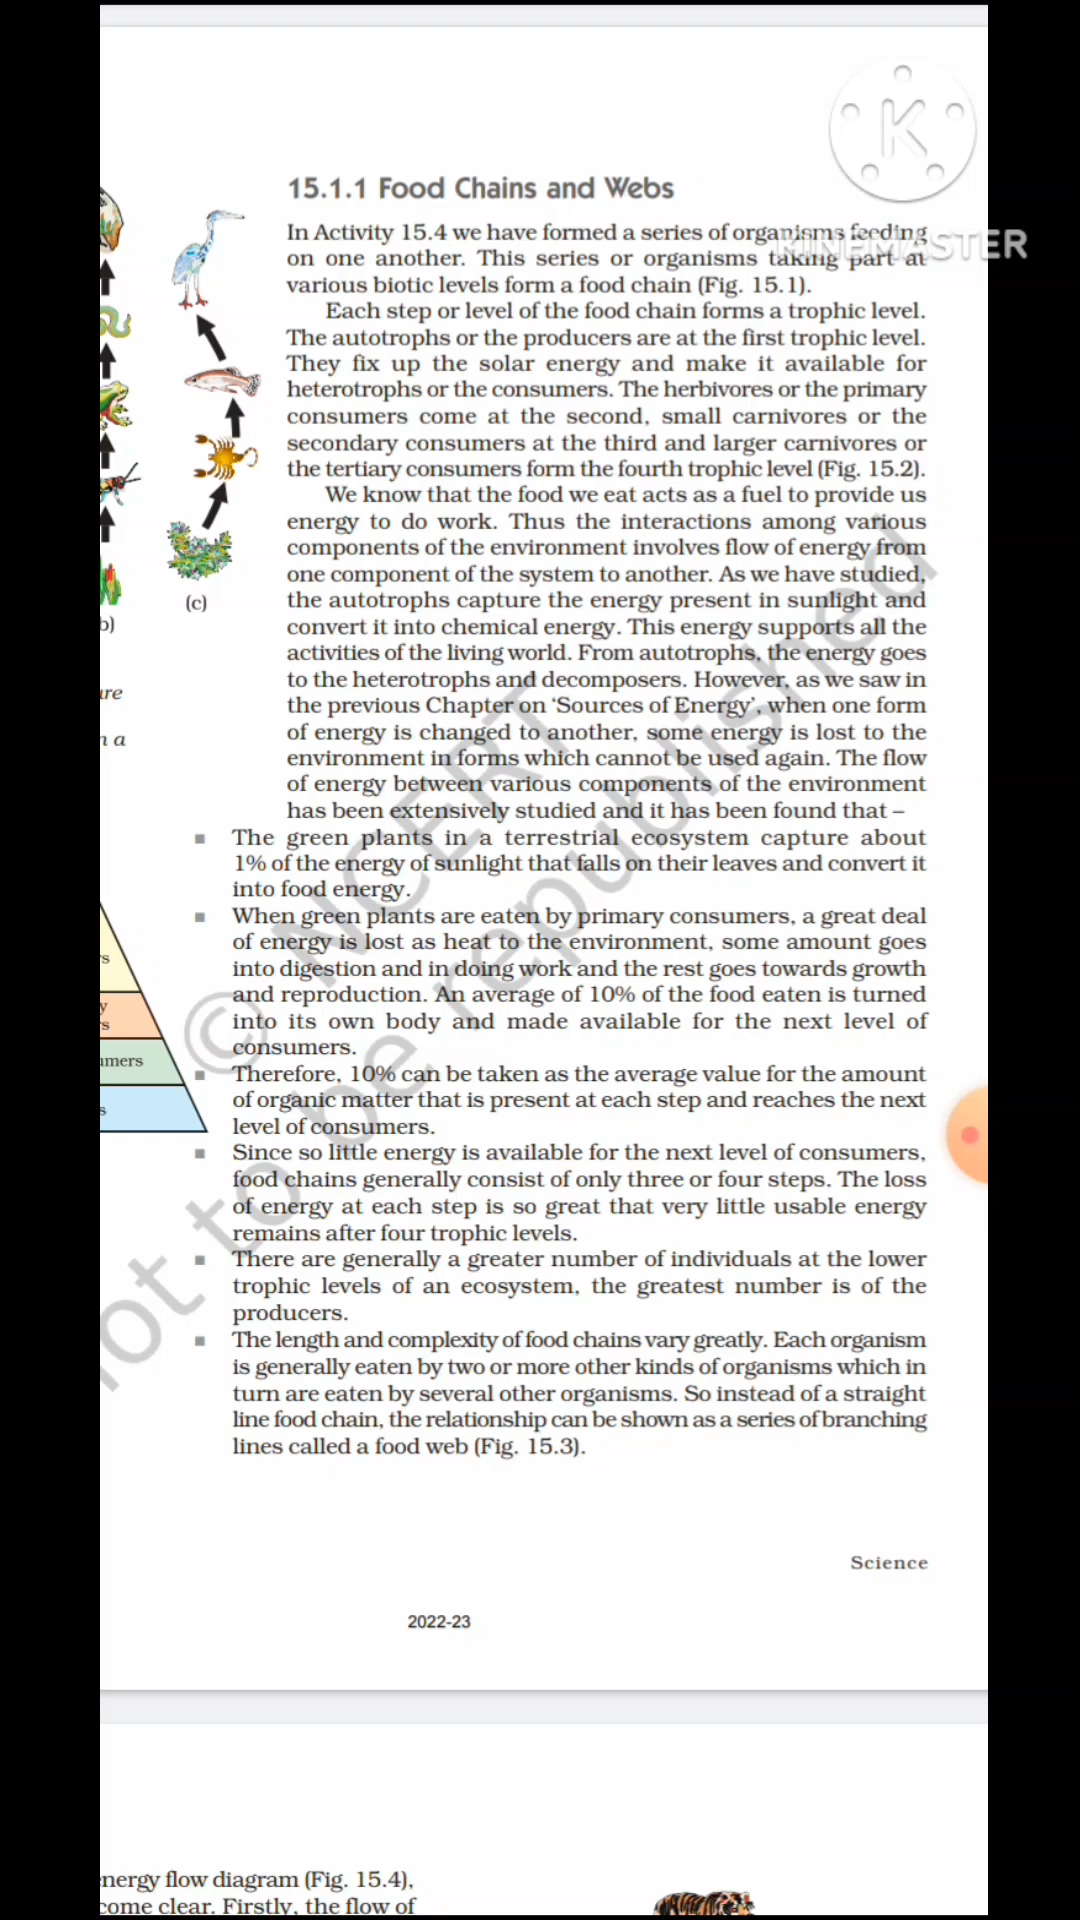 K
KINEMASTER
15.1.1 Food Chains and Webs
In Activity 15.4 we have formed a series of organisms feeding
on one another. This series or organisms taking part at
various biotic levels form a food chain (Fig. 15.1).
Each step or level of the food chain forms a trophic level.
The autotrophs or the producers are at the first trophic level.
They fix up the solar energy and make it available for
heterotrophs or the consumers. The herbivores or the primary
consumers come at the second, small carnivores or the
secondary consumers at the third and larger carnivores or
the tertiary consumers form the fourth trophic level (Fig. 15.2).
We know that the food we eat acts as a fuel to provide us
energy to do work. Thus the interactions among various
components of the environment involves flow of energy from
one component of the system to another. As we have studied,
the autotrophs capture the energy present in sunlight and
convert it into chemical energy. This energy supports all the
activities of the living world. From autotrophs, the energy goes
to the heterotrophs and decomposers. However, as we saw in
the previous Chapter on ‘Sources of Energy’, when one form
of energy is changed to another, some energy is lost to the
environment in forms which cannot be used again. The flow
of energy between various components of the environment
has been extensively studied and it has been found that –
(c)
b)
ure
n a
■ The green plants in a terrestrial ecosystem capture about
1% of the energy of sunlight that falls on their leaves and convert it
into food energy.
■ When green plants are eaten by primary consumers, a great deal
of energy is lost as heat to the environment, some amount goes
into digestion and in doing work and the rest goes towards growth
and reproduction. An average of 10% of the food eaten is turned
into its own body and made available for the next level of
consumers.
■ Therefore, 10% can be taken as the average value for the amount
of organic matter that is present at each step and reaches the next
level of consumers.
■ Since so little energy is available for the next level of consumers,
food chains generally consist of only three or four steps. The loss
of energy at each step is so great that very little usable energy
remains after four trophic levels.
■ There are generally a greater number of individuals at the lower
trophic levels of an ecosystem, the greatest number is of the
producers.
■ The length and complexity of food chains vary greatly. Each organism
is generally eaten by two or more other kinds of organisms which in
turn are eaten by several other organisms. So instead of a straight
line food chain, the relationship can be shown as a series of branching
lines called a food web (Fig. 15.3).
rs
y
rs
umers
s
© NCERT
not to be republished
Science
2022-23
energy flow diagram (Fig. 15.4),
come clear. Firstly, the flow of